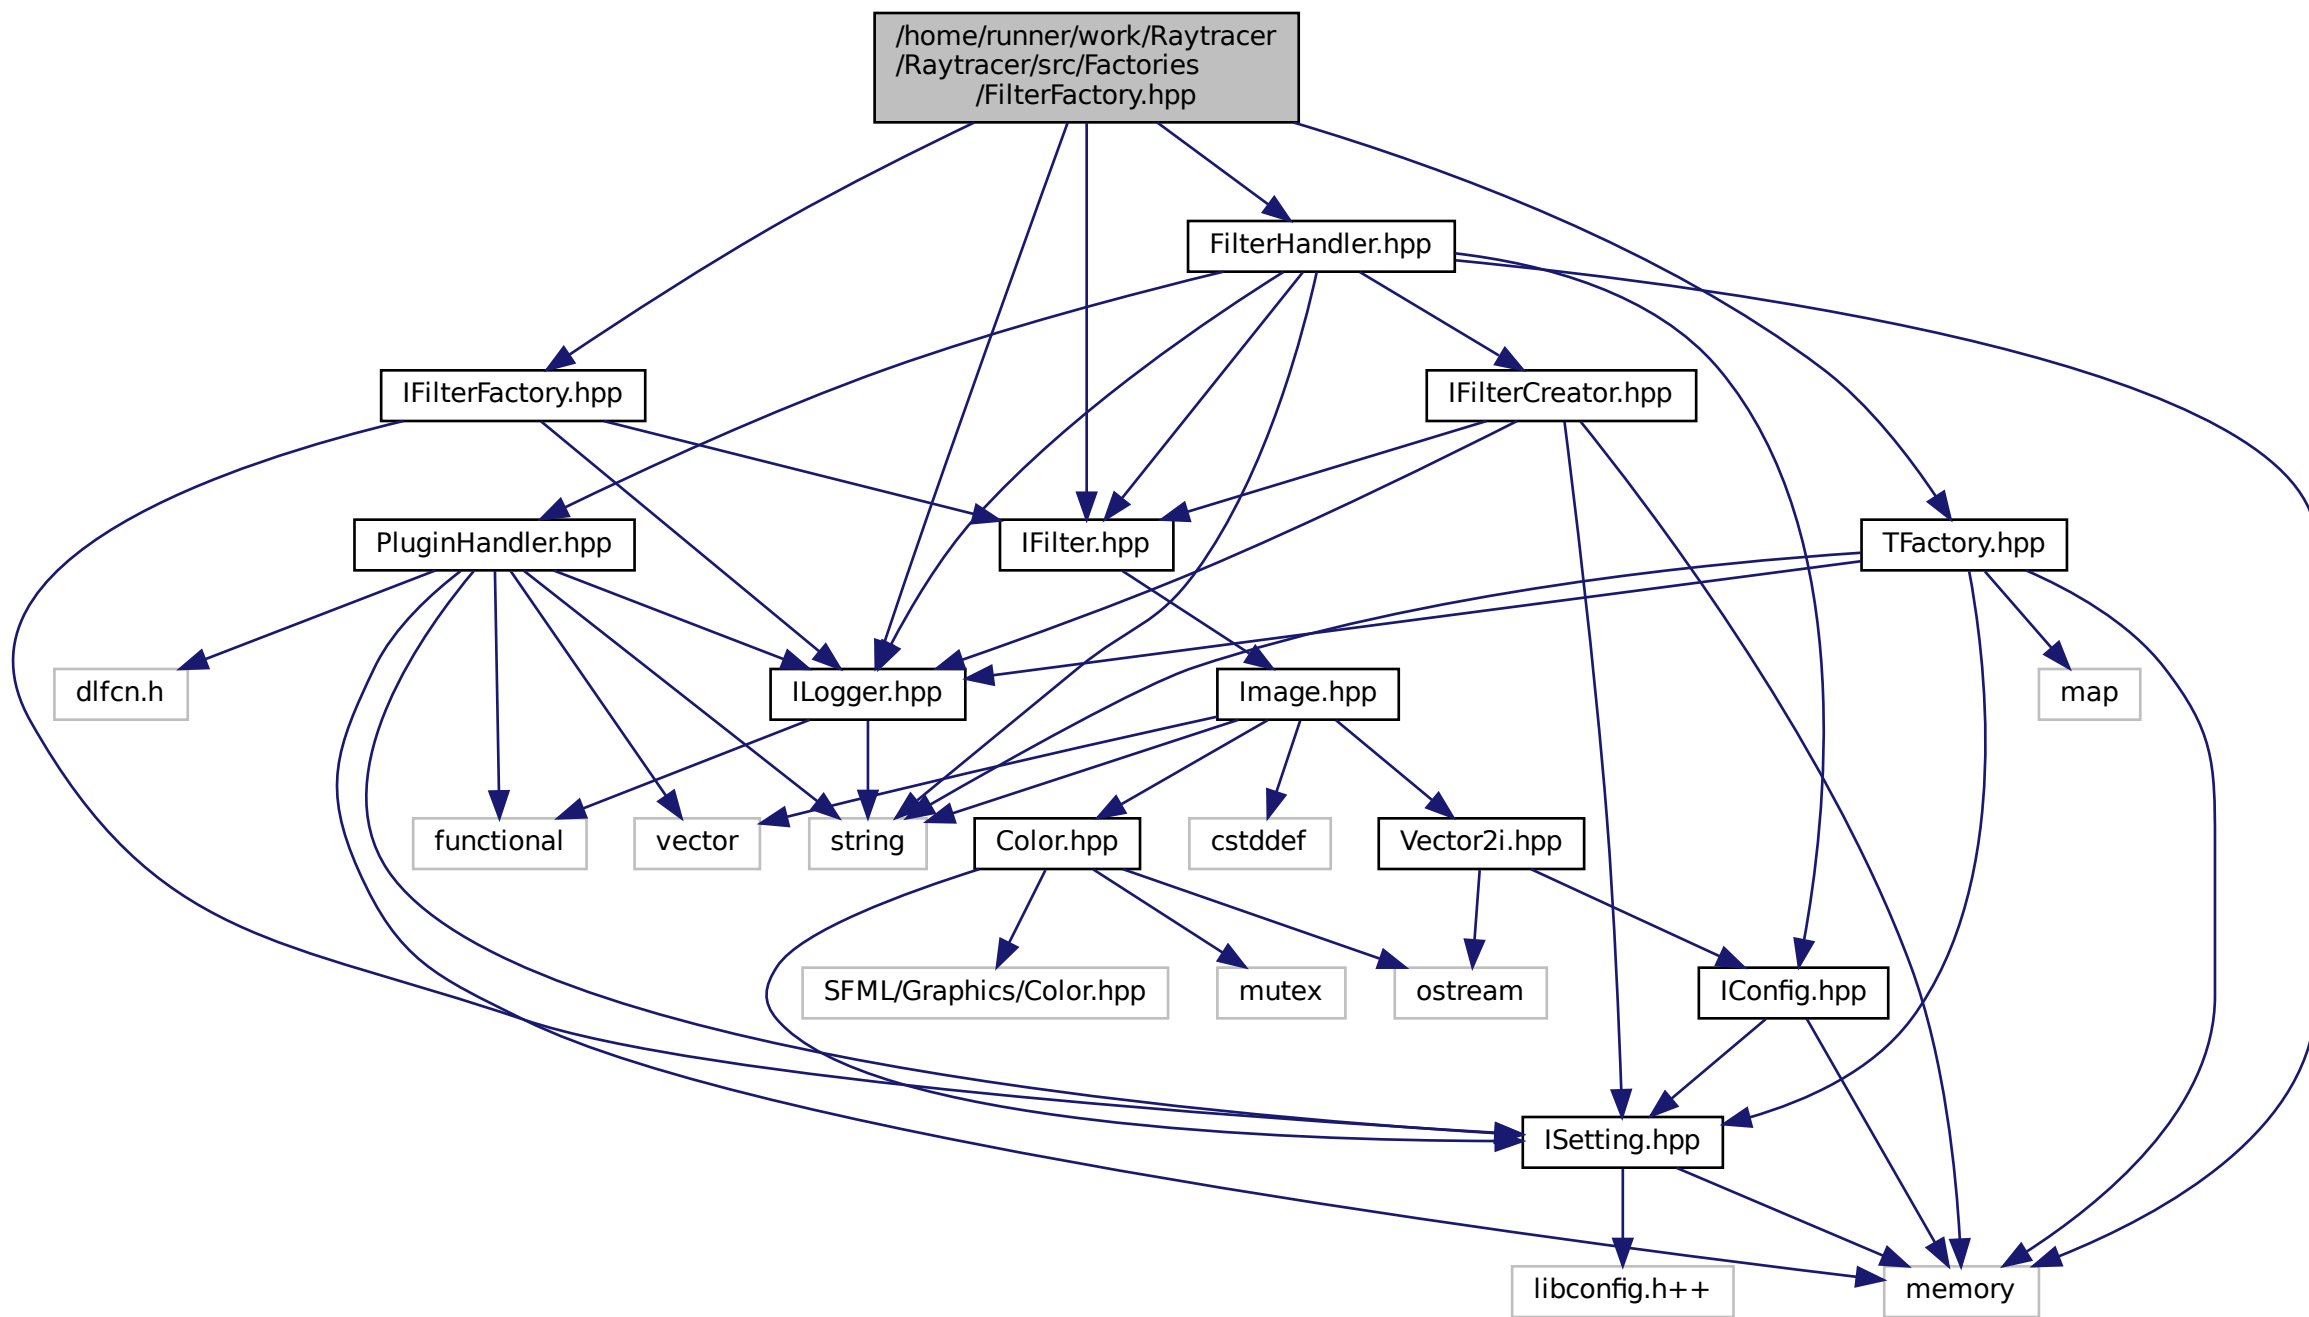 /home/runner/work/Raytracer
/Raytracer/src/Factories
/FilterFactory.hpp
FilterHandler.hpp
IFilterFactory.hpp
IFilterCreator.hpp
PluginHandler.hpp
IFilter.hpp
TFactory.hpp
dlfcn.h
ILogger.hpp
Image.hpp
map
functional
vector
string
Color.hpp
cstddef
Vector2i.hpp
SFML/Graphics/Color.hpp
mutex
ostream
IConfig.hpp
ISetting.hpp
libconfig.h++
memory